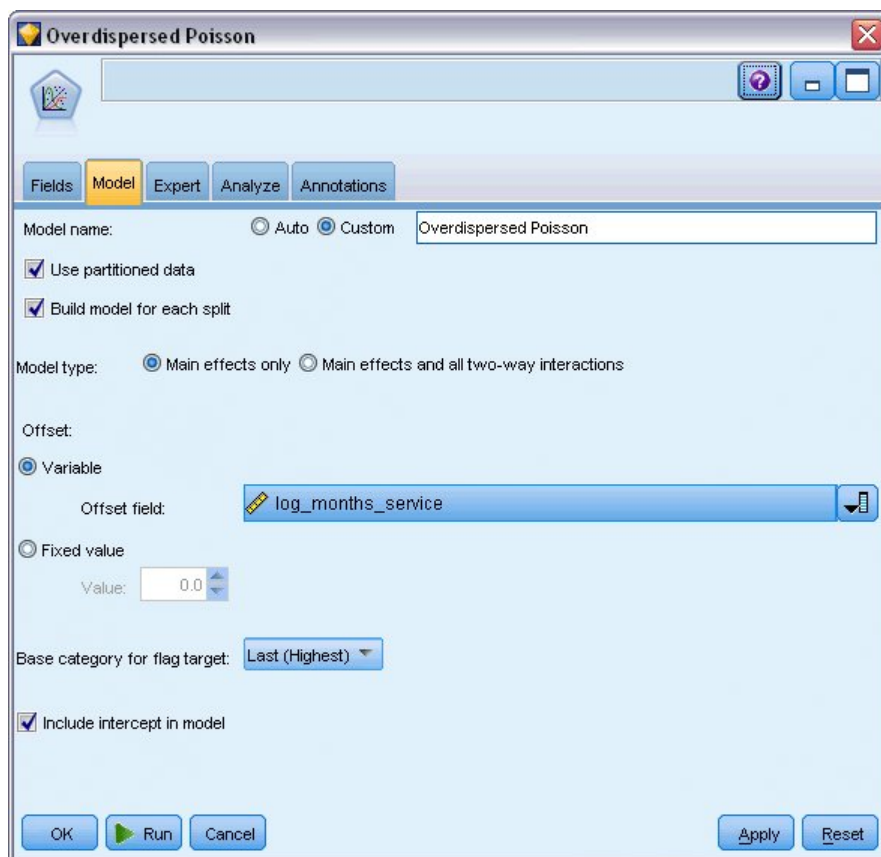 Overdispersed Poisson
Fields Model Expert Analyze Annotations
Model name: Auto Custom Overdispersed Poisson
Use partitioned data
Build model for each split
Model type: Main effects only Main effects and all two-way interactions
Offset:
Variable
Offset field: log_months_service
Fixed value
Value: 0.0
Base category for flag target: Last (Highest)
Include intercept in model
OK Run Cancel Apply Reset